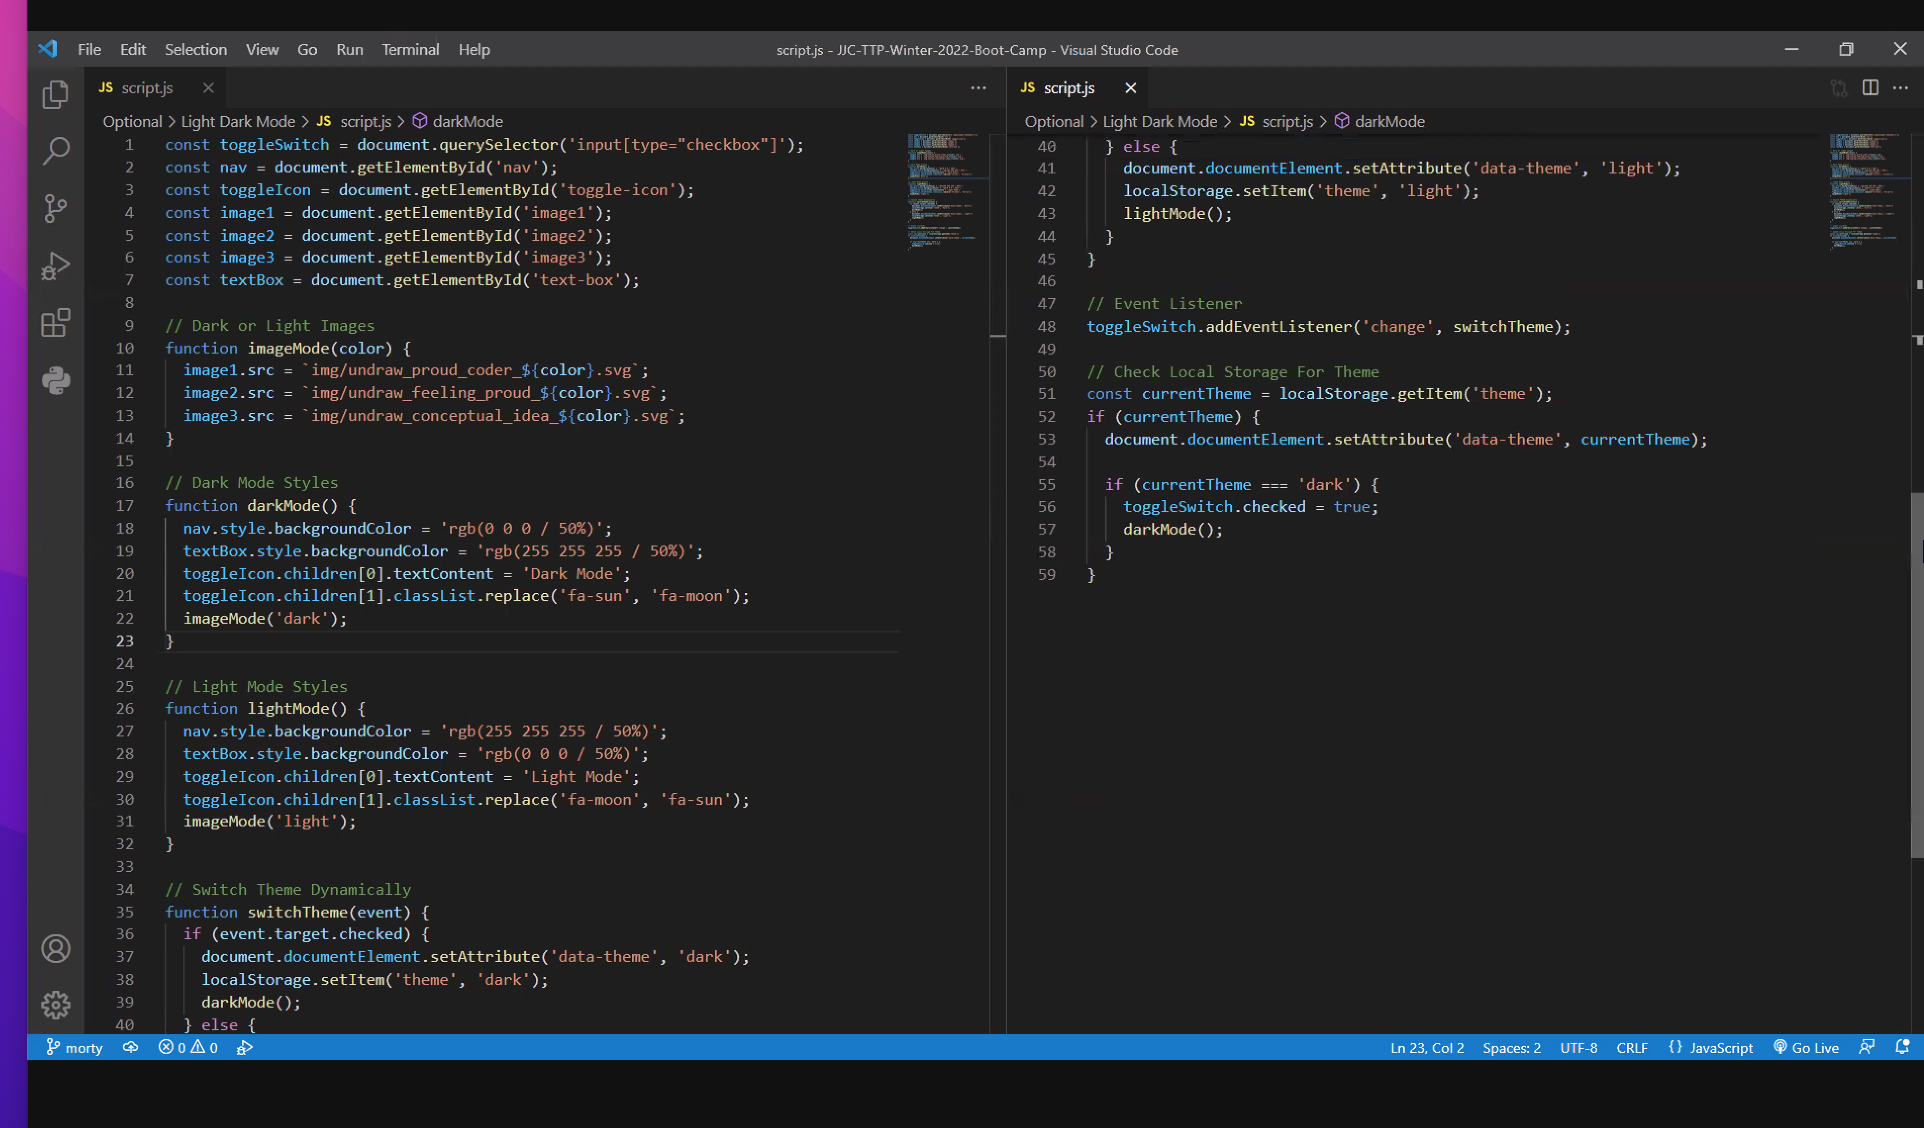 File Edit Selection View Go Run Terminal Help
script.js - JJC-TTP-Winter-2022-Boot-Camp - Visual Studio Code
JS script.js
Optional > Light Dark Mode > JS script.js > darkMode
1 const toggleSwitch = document.querySelector('input[type="checkbox"]');
2 const nav = document.getElementById('nav');
3 const toggleIcon = document.getElementById('toggle-icon');
4 const image1 = document.getElementById('image1');
5 const image2 = document.getElementById('image2');
6 const image3 = document.getElementById('image3');
7 const textBox = document.getElementById('text-box');
8
9 // Dark or Light Images
10 function imageMode(color) {
11 image1.src = `img/undraw_proud_coder_${color}.svg`;
12 image2.src = `img/undraw_feeling_proud_${color}.svg`;
13 image3.src = `img/undraw_conceptual_idea_${color}.svg`;
14 }
15
16 // Dark Mode Styles
17 function darkMode() {
18 nav.style.backgroundColor = 'rgb(0 0 0 / 50%)';
19 textBox.style.backgroundColor = 'rgb(255 255 255 / 50%)';
20 toggleIcon.children[0].textContent = 'Dark Mode';
21 toggleIcon.children[1].classList.replace('fa-sun', 'fa-moon');
22 imageMode('dark');
23 }
24
25 // Light Mode Styles
26 function lightMode() {
27 nav.style.backgroundColor = 'rgb(255 255 255 / 50%)';
28 textBox.style.backgroundColor = 'rgb(0 0 0 / 50%)';
29 toggleIcon.children[0].textContent = 'Light Mode';
30 toggleIcon.children[1].classList.replace('fa-moon', 'fa-sun');
31 imageMode('light');
32 }
33
34 // Switch Theme Dynamically
35 function switchTheme(event) {
36 if (event.target.checked) {
37 document.documentElement.setAttribute('data-theme', 'dark');
38 localStorage.setItem('theme', 'dark');
39 darkMode();
40 } else {
JS script.js
Optional > Light Dark Mode > JS script.js > darkMode
40 } else {
41 document.documentElement.setAttribute('data-theme', 'light');
42 localStorage.setItem('theme', 'light');
43 lightMode();
44 }
45 }
46
47 // Event Listener
48 toggleSwitch.addEventListener('change', switchTheme);
49
50 // Check Local Storage For Theme
51 const currentTheme = localStorage.getItem('theme');
52 if (currentTheme) {
53 document.documentElement.setAttribute('data-theme', currentTheme);
54
55 if (currentTheme === 'dark') {
56 toggleSwitch.checked = true;
57 darkMode();
58 }
59 }
morty 0 0 Ln 23, Col 2 Spaces: 2 UTF-8 CRLF {} JavaScript Go Live